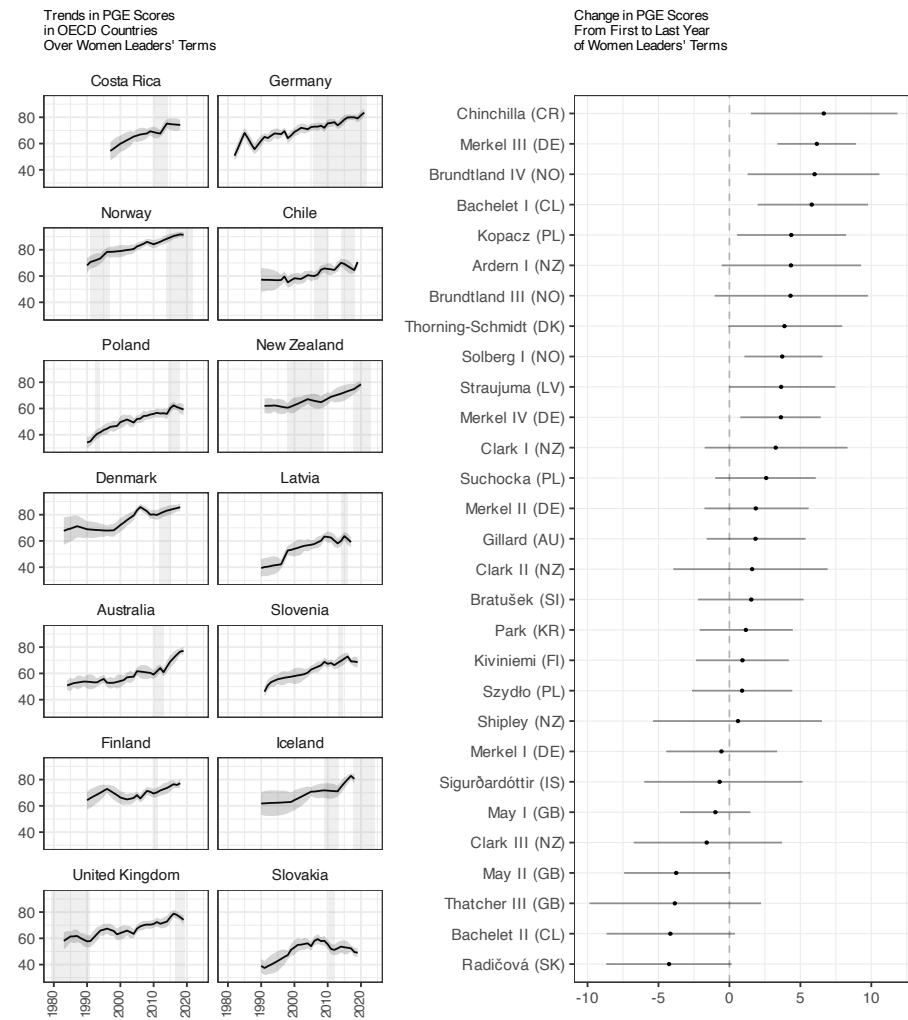 Trends in PGE Scores
in OECD Countries
Over Women Leaders' Terms
Costa Rica
Germany
80
60
40
Norway
Chile
80
60
40
Poland
New Zealand
80
60
40
Denmark
Latvia
80
60
40
Australia
Slovenia
80
60
40
Finland
Iceland
80
60
40
United Kingdom
Slovakia
80
60
40
1980
1990
2000
2010
2020
1980
1990
2000
2010
2020
Change in PGE Scores
From First to Last Year
of Women Leaders' Terms
Chinchilla (CR)
Merkel III (DE)
Brundtland IV (NO)
Bachelet I (CL)
Kopacz (PL)
Ardern I (NZ)
Brundtland III (NO)
Thorning-Schmidt (DK)
Solberg I (NO)
Straujuma (LV)
Merkel IV (DE)
Clark I (NZ)
Suchocka (PL)
Merkel II (DE)
Gillard (AU)
Clark II (NZ)
Bratušek (SI)
Park (KR)
Kiviniemi (FI)
Szydło (PL)
Shipley (NZ)
Merkel I (DE)
Sigurðardóttir (IS)
May I (GB)
Clark III (NZ)
May II (GB)
Thatcher III (GB)
Bachelet II (CL)
Radičová (SK)
-10
-5
0
5
10